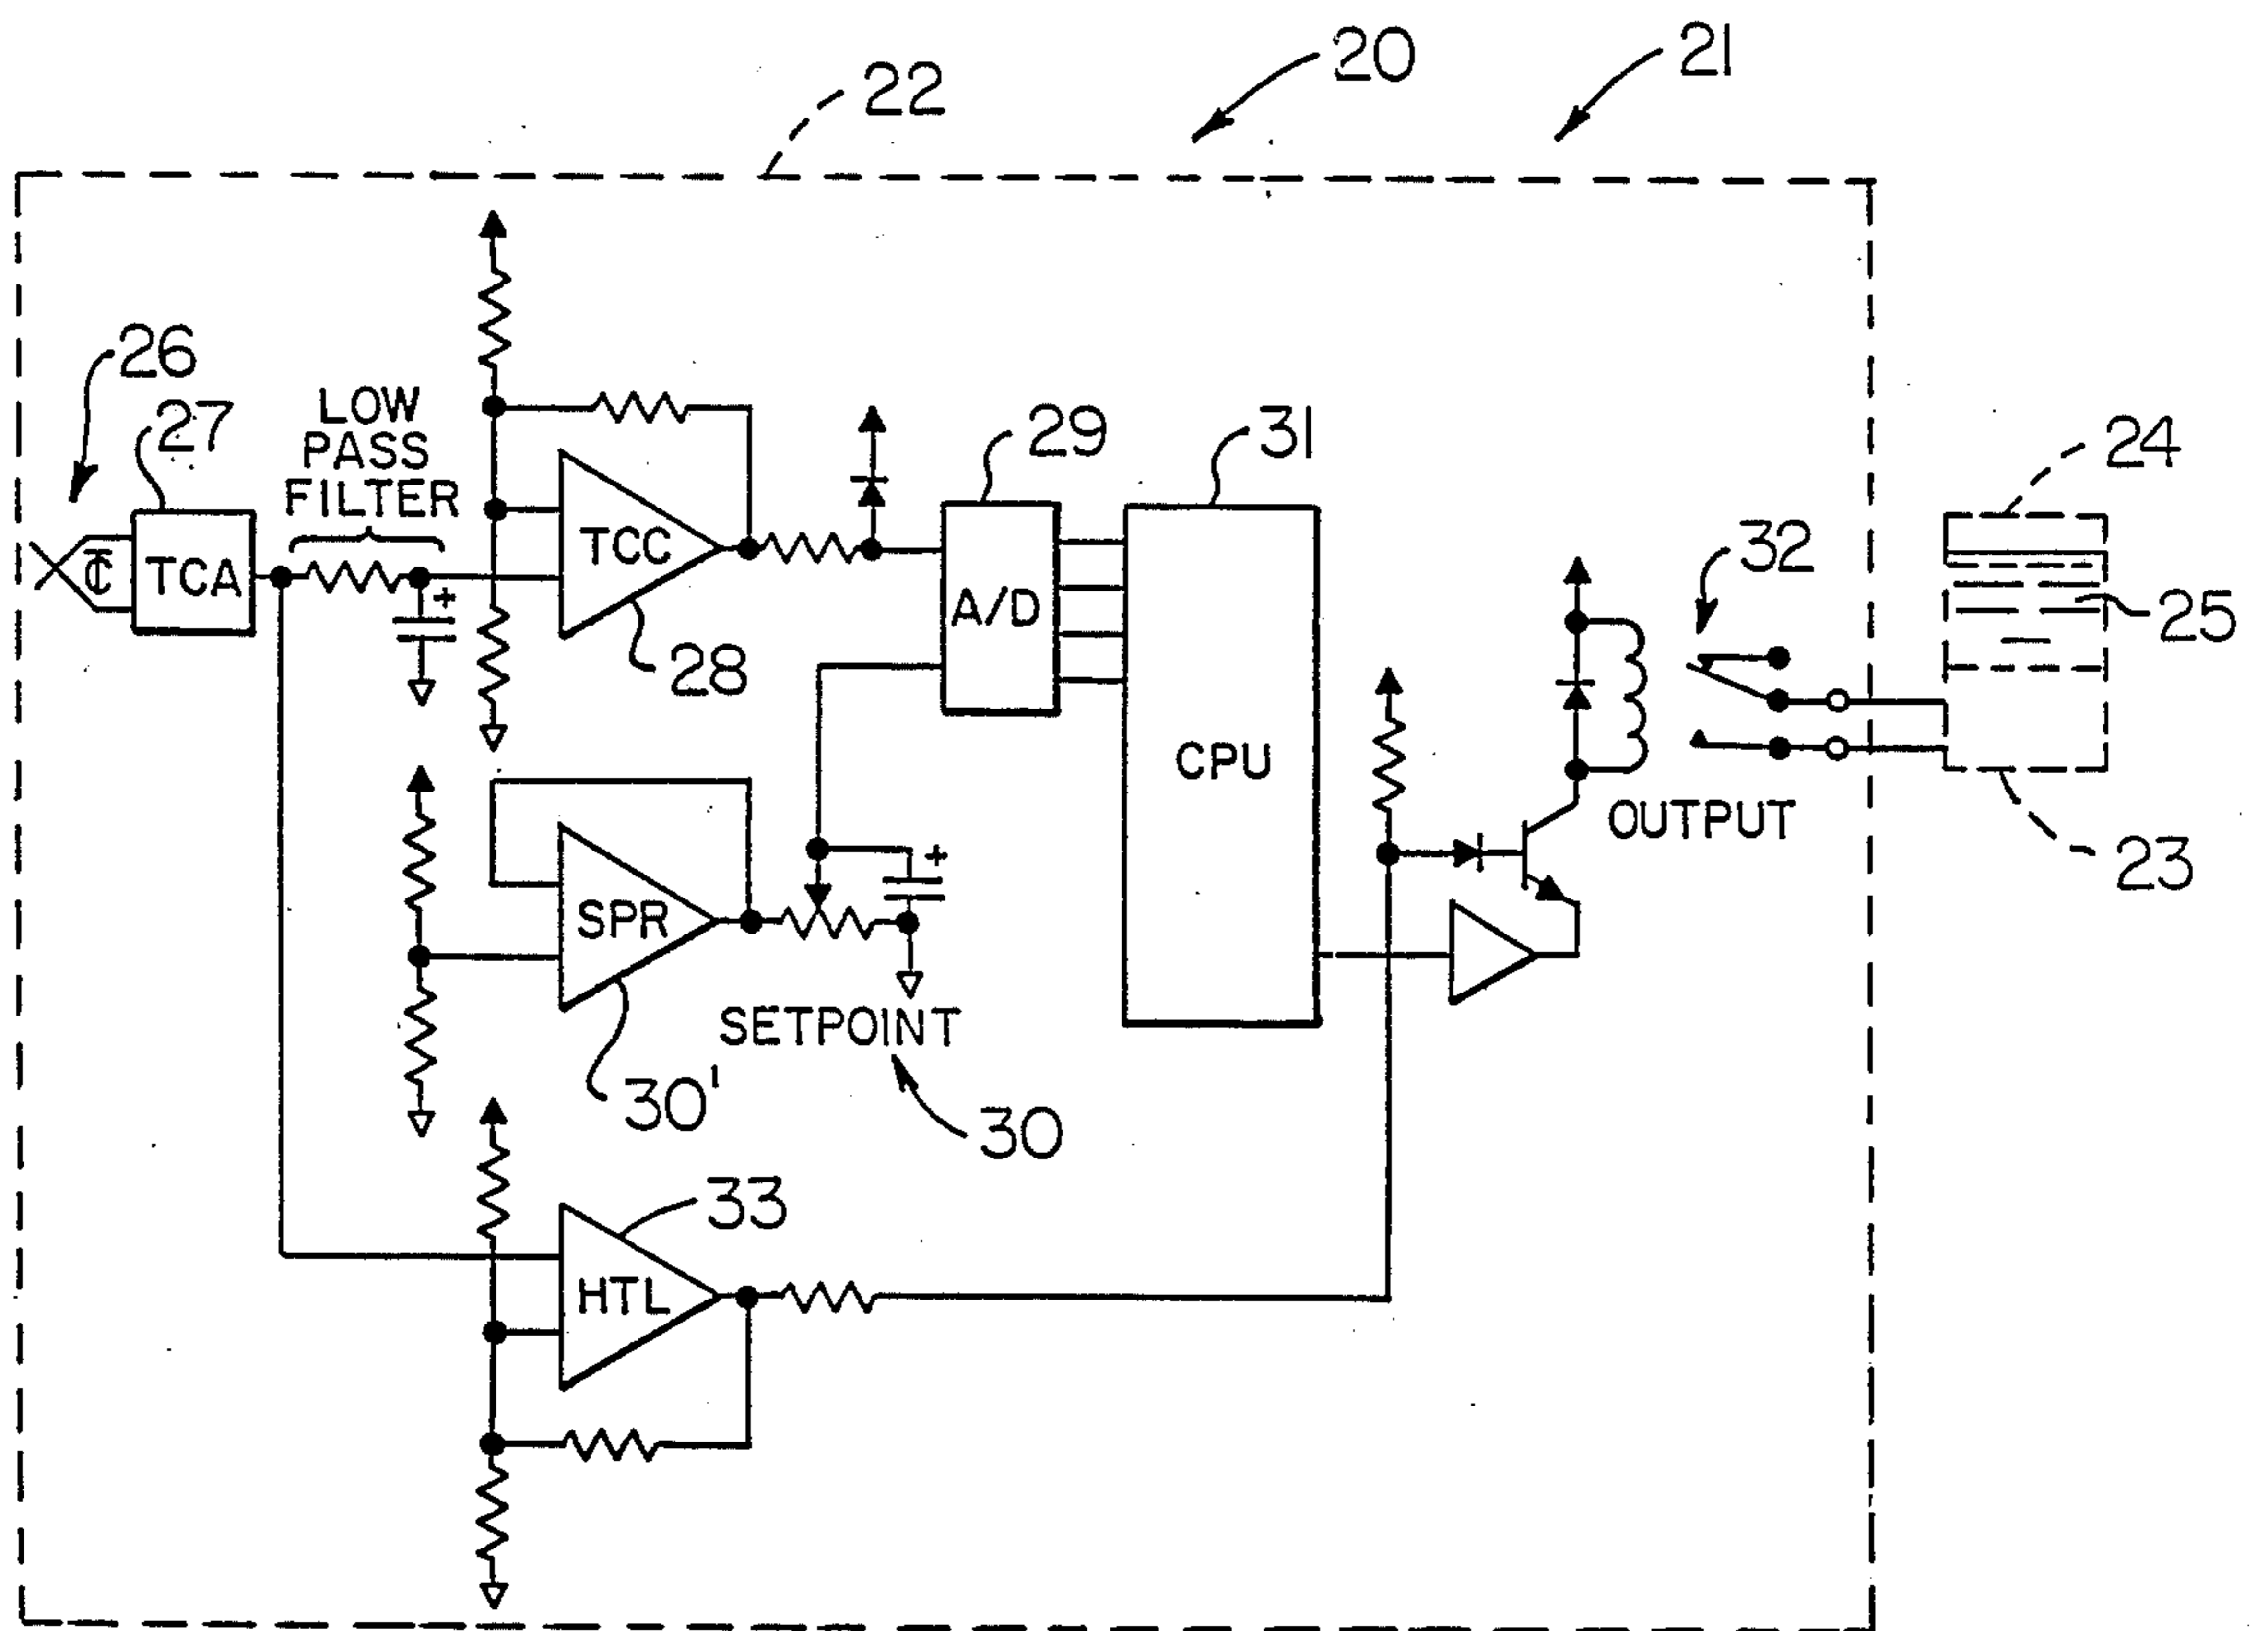 20
21
22
26
27
LOW
PASS
FILTER
29
31
24
32
TCA
TCC
+
A/D
25
28
CPU
OUTPUT
23
+
SPR
SETPOINT
30'
30
33
HTL